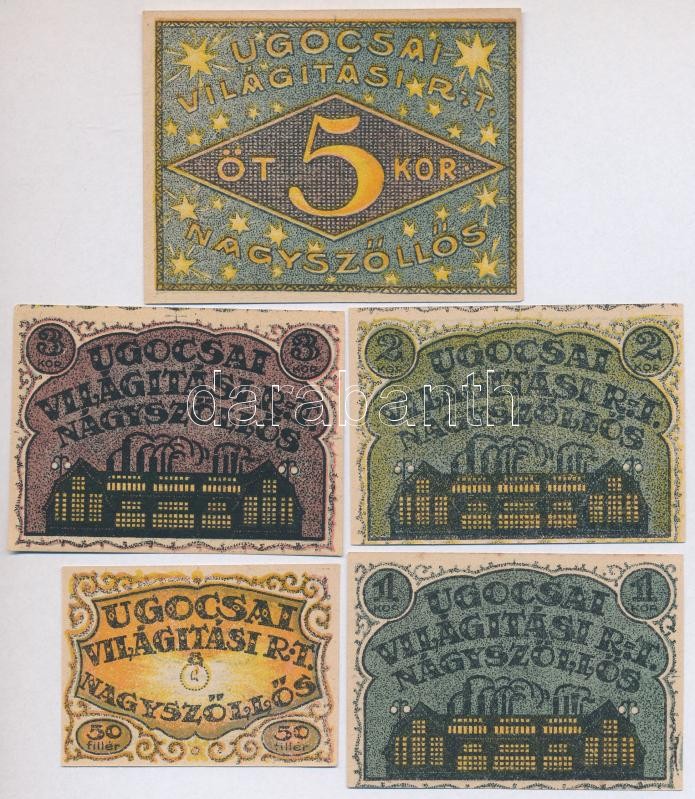 UGOCSAI
VILÁGITÁSI R:T.
ÖT 5 KOR.
NAGYSZŐLLŐS
3 KOR
3 KOR
UGOCSAI
VILÁGITÁSI R:T.
NAGYSZŐLLŐS
2 KOR
2 KOR
UGOCSAI
VILÁGITÁSI R:T.
NAGYSZŐLLŐS
darabanth
UGOCSAI
VILÁGITÁSI R:T.
NAGYSZŐLLŐS
50 fillér
50 fillér
1 KOR
1 KOR
UGOCSAI
VILÁGITÁSI R:T.
NAGYSZŐLLŐS